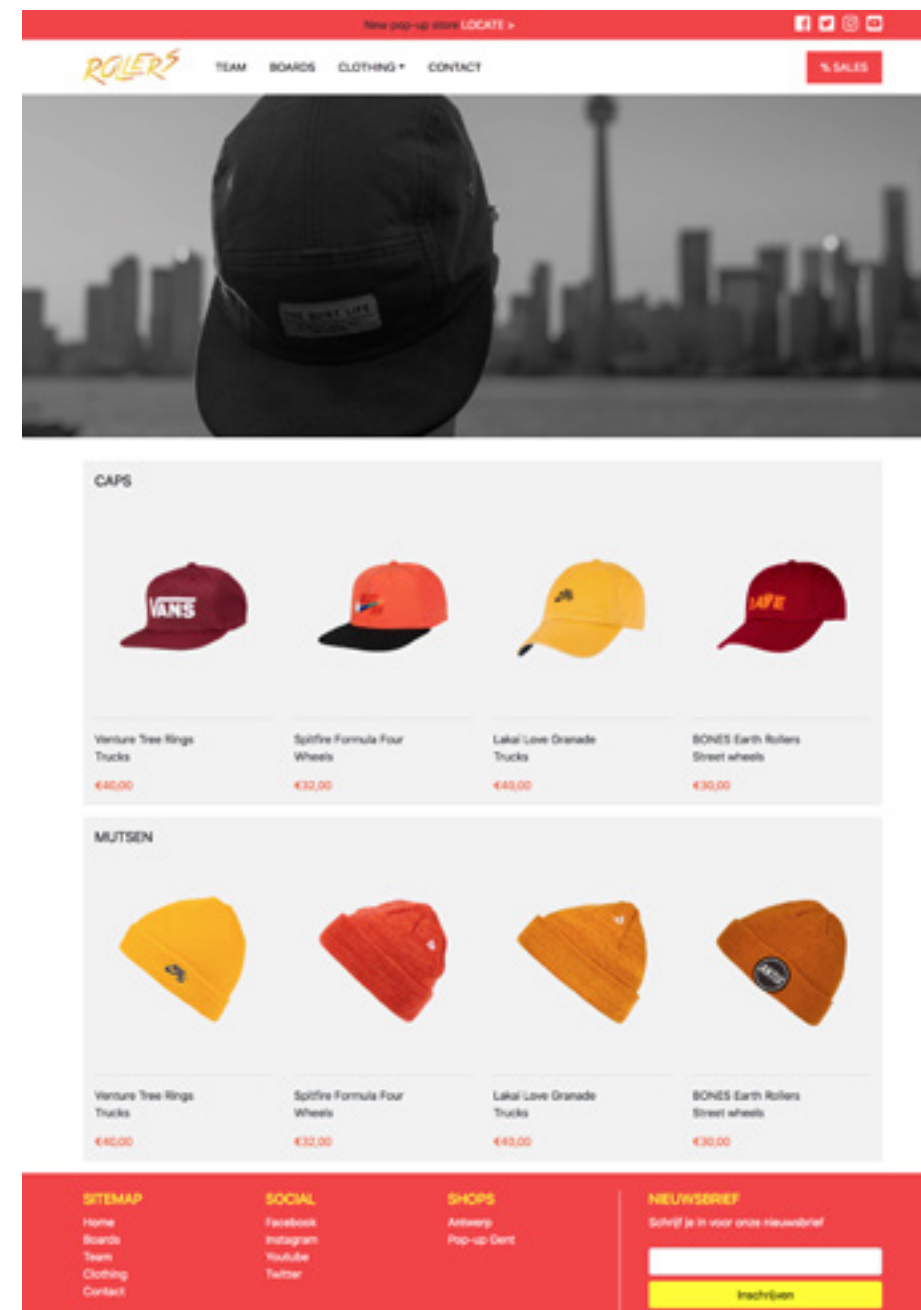 New pop-up store LOCATE >
ROLLERS
TEAM BOARDS CLOTHING CONTACT
% SALES
THE QUIET LIFE
CAPS
VANS
Venture Tree Rings
Trucks
€40,00
Spitfire Formula Four
Wheels
€32,00
Lakai Love Granade
Trucks
€40,00
BONES Earth Rollers
Street wheels
€30,00
MUTSEN
Venture Tree Rings
Trucks
€40,00
Spitfire Formula Four
Wheels
€32,00
Lakai Love Granade
Trucks
€40,00
BONES Earth Rollers
Street wheels
€30,00
SITEMAP
Home
Boards
Team
Clothing
Contact
SOCIAL
Facebook
Instagram
Youtube
Twitter
SHOPS
Antwerp
Pop-up Gent
NIEUWSBRIEF
Schrijf je in voor onze nieuwsbrief
Inschrijven